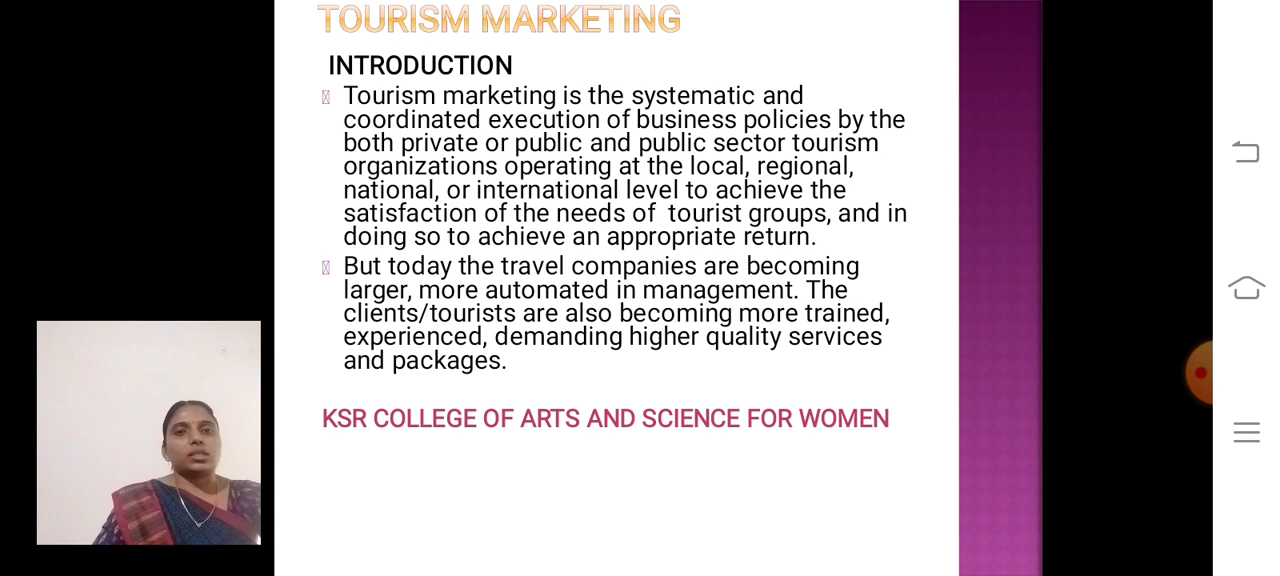 TOURISM MARKETING
INTRODUCTION
Tourism marketing is the systematic and
coordinated execution of business policies by the
both private or public and public sector tourism
organizations operating at the local, regional,
national, or international level to achieve the
satisfaction of the needs of  tourist groups, and in
doing so to achieve an appropriate return.
But today the travel companies are becoming
larger, more automated in management. The
clients/tourists are also becoming more trained,
experienced, demanding higher quality services
and packages.
KSR COLLEGE OF ARTS AND SCIENCE FOR WOMEN